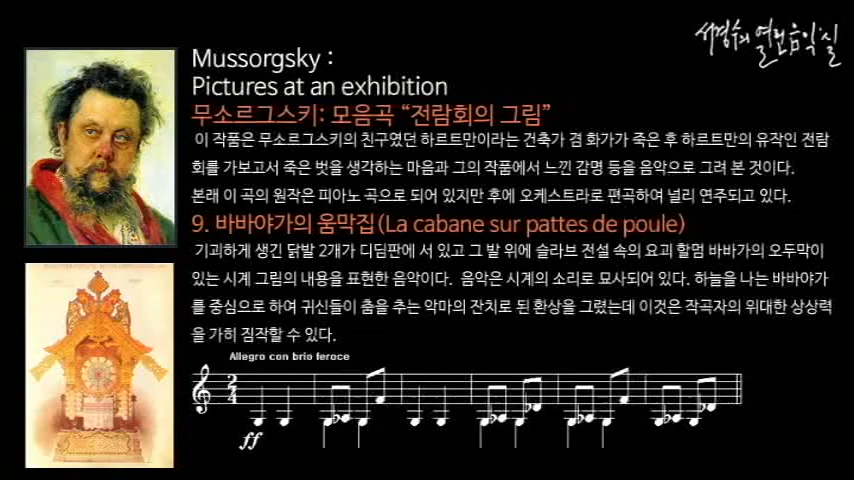 서경수의 열린음악실
Mussorgsky :
Pictures at an exhibition
무소르그스키: 모음곡 “전람회의 그림”
이 작품은 무소르그스키의 친구였던 하르트만이라는 건축가 겸 화가가 죽은 후 하르트만의 유작인 전람
회를 가보고서 죽은 벗을 생각하는 마음과 그의 작품에서 느낀 감명 등을 음악으로 그려 본 것이다.
본래 이 곡의 원작은 피아노 곡으로 되어 있지만 후에 오케스트라로 편곡하여 널리 연주되고 있다.
9. 바바야가의 움막집(La cabane sur pattes de poule)
기괴하게 생긴 닭발 2개가 디딤판에 서 있고 그 발 위에 슬라브 전설 속의 요괴 할멈 바바가의 오두막이
있는 시계 그림의 내용을 표현한 음악이다. 음악은 시계의 소리로 묘사되어 있다. 하늘을 나는 바바야가
를 중심으로 하여 귀신들이 춤을 추는 악마의 잔치로 된 환상을 그렸는데 이것은 작곡자의 위대한 상상력
을 가히 짐작할 수 있다.
Allegro con brio feroce
2
4
ff